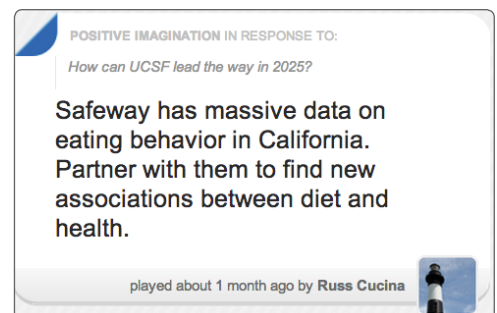 POSITIVE IMAGINATION IN RESPONSE TO:
How can UCSF lead the way in 2025?
Safeway has massive data on
eating behavior in California.
Partner with them to find new
associations between diet and
health.
played about 1 month ago by Russ Cucina